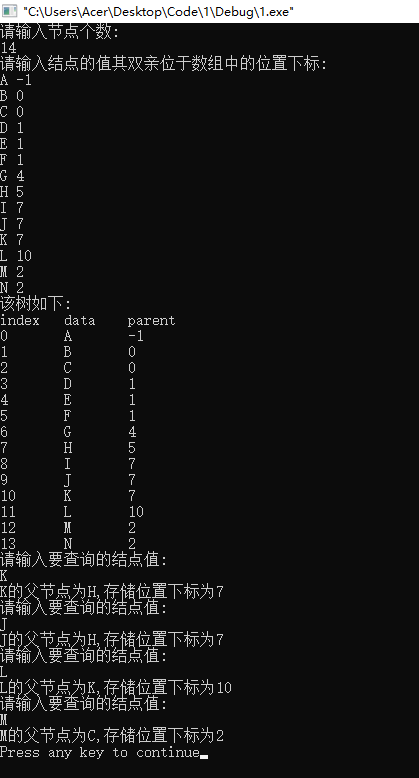 "C:\Users\Acer\Desktop\Code\1\Debug\1.exe"
请输入节点个数:
14
请输入结点的值其双亲位于数组中的位置下标:
A -1
B 0
C 0
D 1
E 1
F 1
G 4
H 5
I 7
J 7
K 7
L 10
M 2
N 2
该树如下:
index data parent
0 A -1
1 B 0
2 C 0
3 D 1
4 E 1
5 F 1
6 G 4
7 H 5
8 I 7
9 J 7
10 K 7
11 L 10
12 M 2
13 N 2
请输入要查询的结点值:
K
K的父节点为H,存储位置下标为7
请输入要查询的结点值:
J
J的父节点为H,存储位置下标为7
请输入要查询的结点值:
L
L的父节点为K,存储位置下标为10
请输入要查询的结点值:
M
M的父节点为C,存储位置下标为2
Press any key to continue